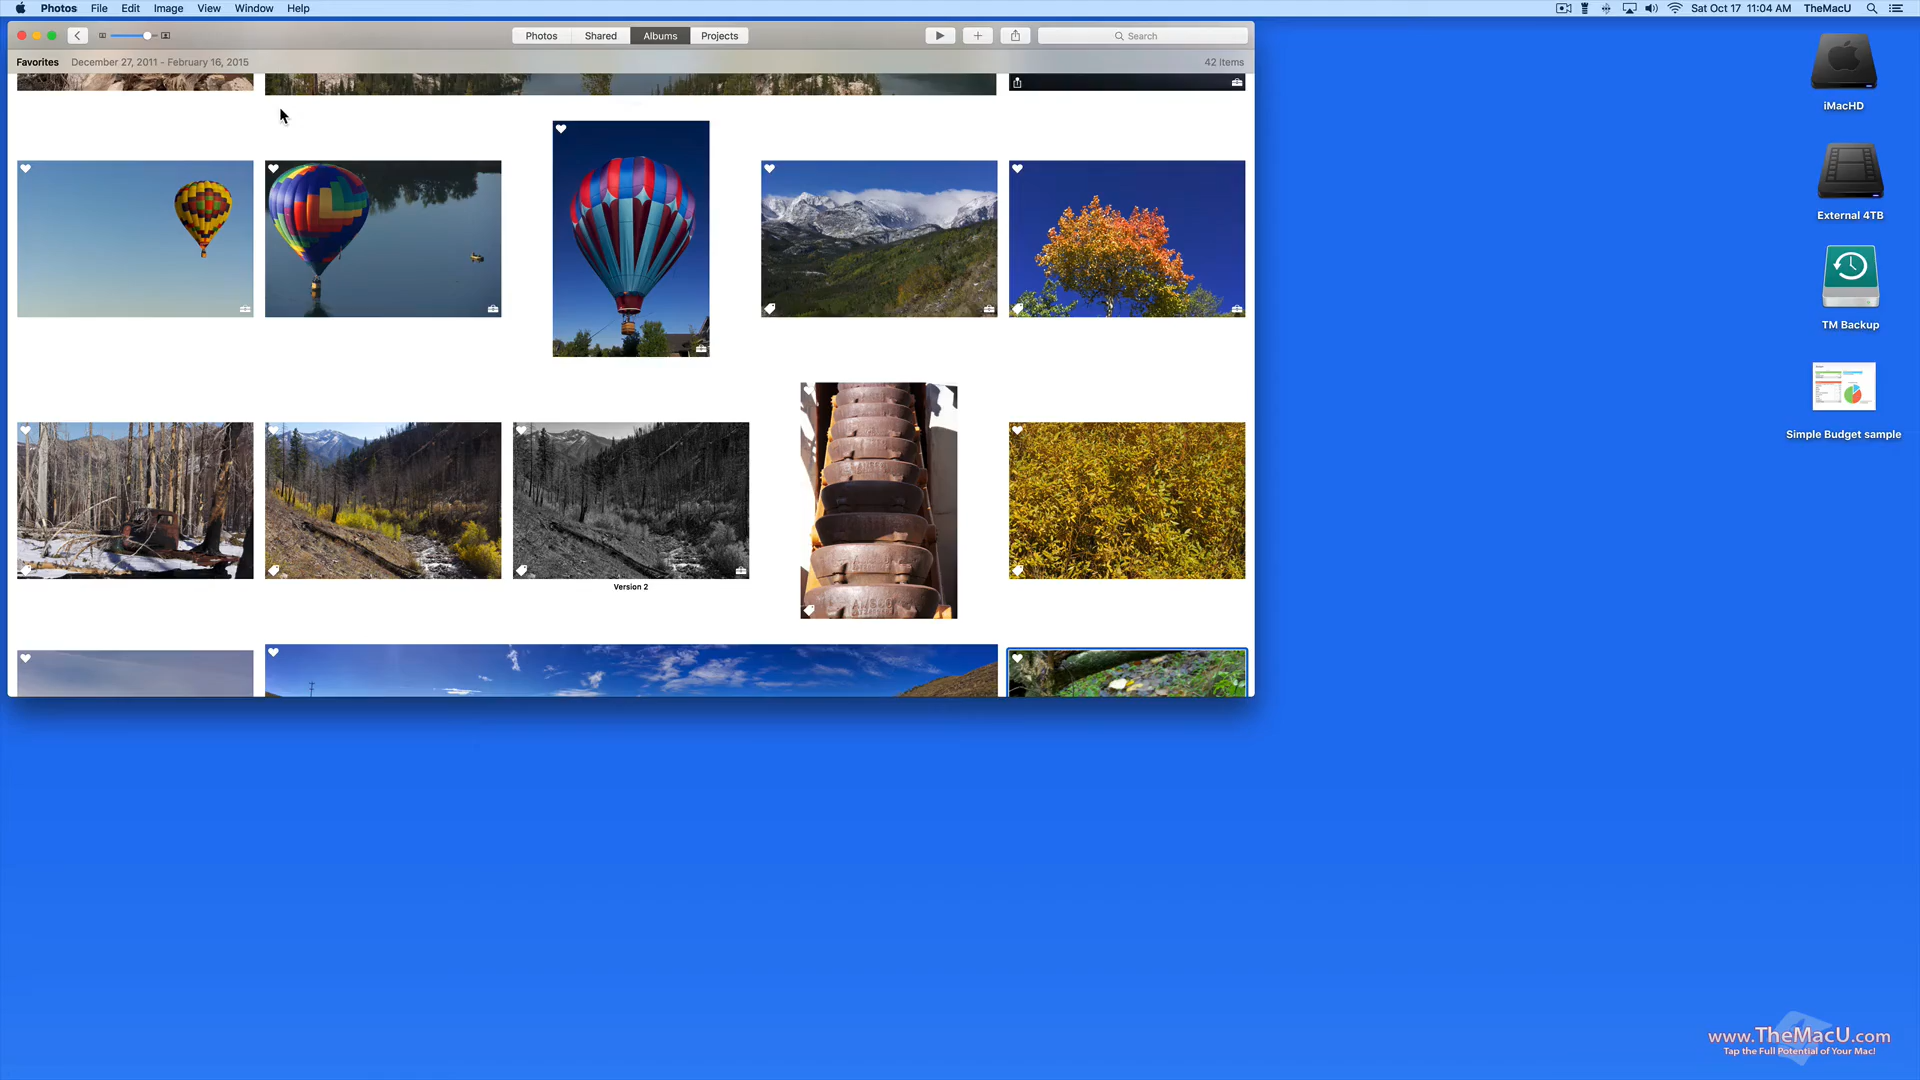 Photos File Edit Image View Window Help
Sat Oct 17 11:04 AM TheMacU
Photos Shared Albums Projects
Search
Favorites December 27, 2011 - February 16, 2015
42 Items
Version 2
iMacHD
External 4TB
TM Backup
Simple Budget sample
www.TheMacU.com
Tap the Full Potential of Your Mac!